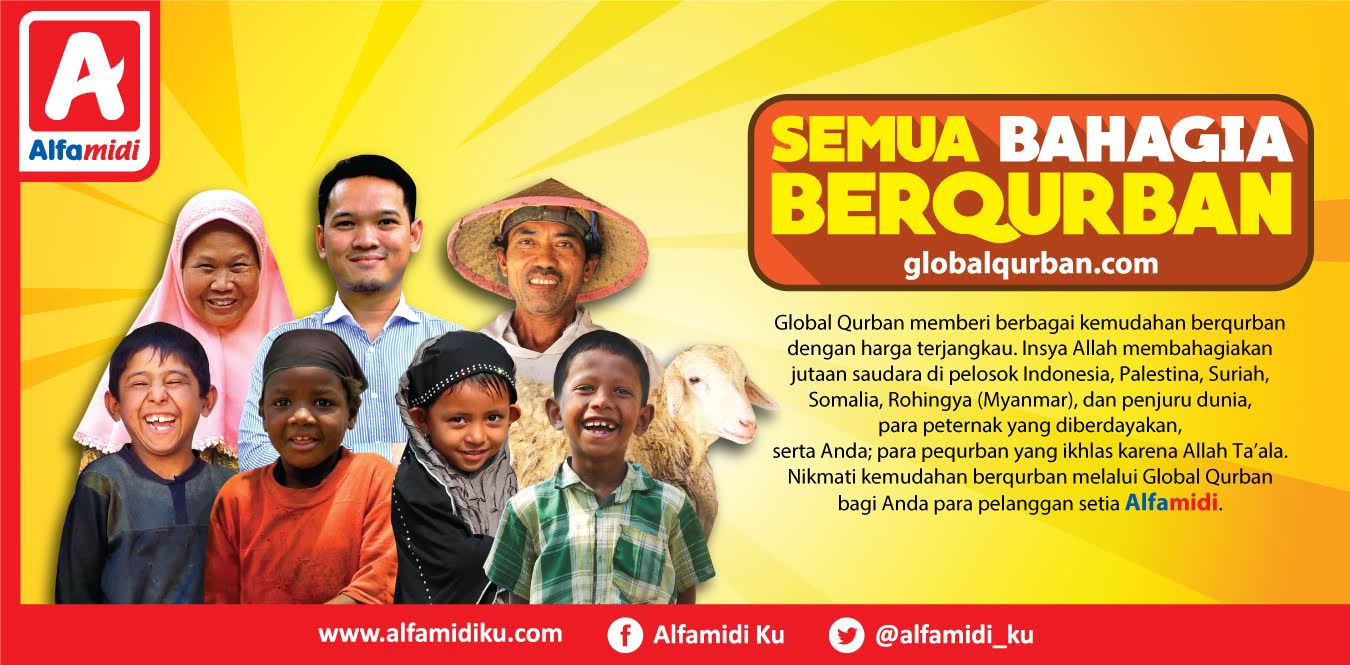 A
Alfamidi
SEMUA BAHAGIA
BERQURBAN
globalqurban.com
Global Qurban memberi berbagai kemudahan berqurban
dengan harga terjangkau. Insya Allah membahagiakan
jutaan saudara di pelosok Indonesia, Palestina, Suriah,
Somalia, Rohingya (Myanmar), dan penjuru dunia,
para peternak yang diberdayakan,
serta Anda; para pequrban yang ikhlas karena Allah Ta’ala.
Nikmati kemudahan berqurban melalui Global Qurban
bagi Anda para pelanggan setia Alfamidi.
www.alfamidiku.com f Alfamidi Ku @alfamidi_ku